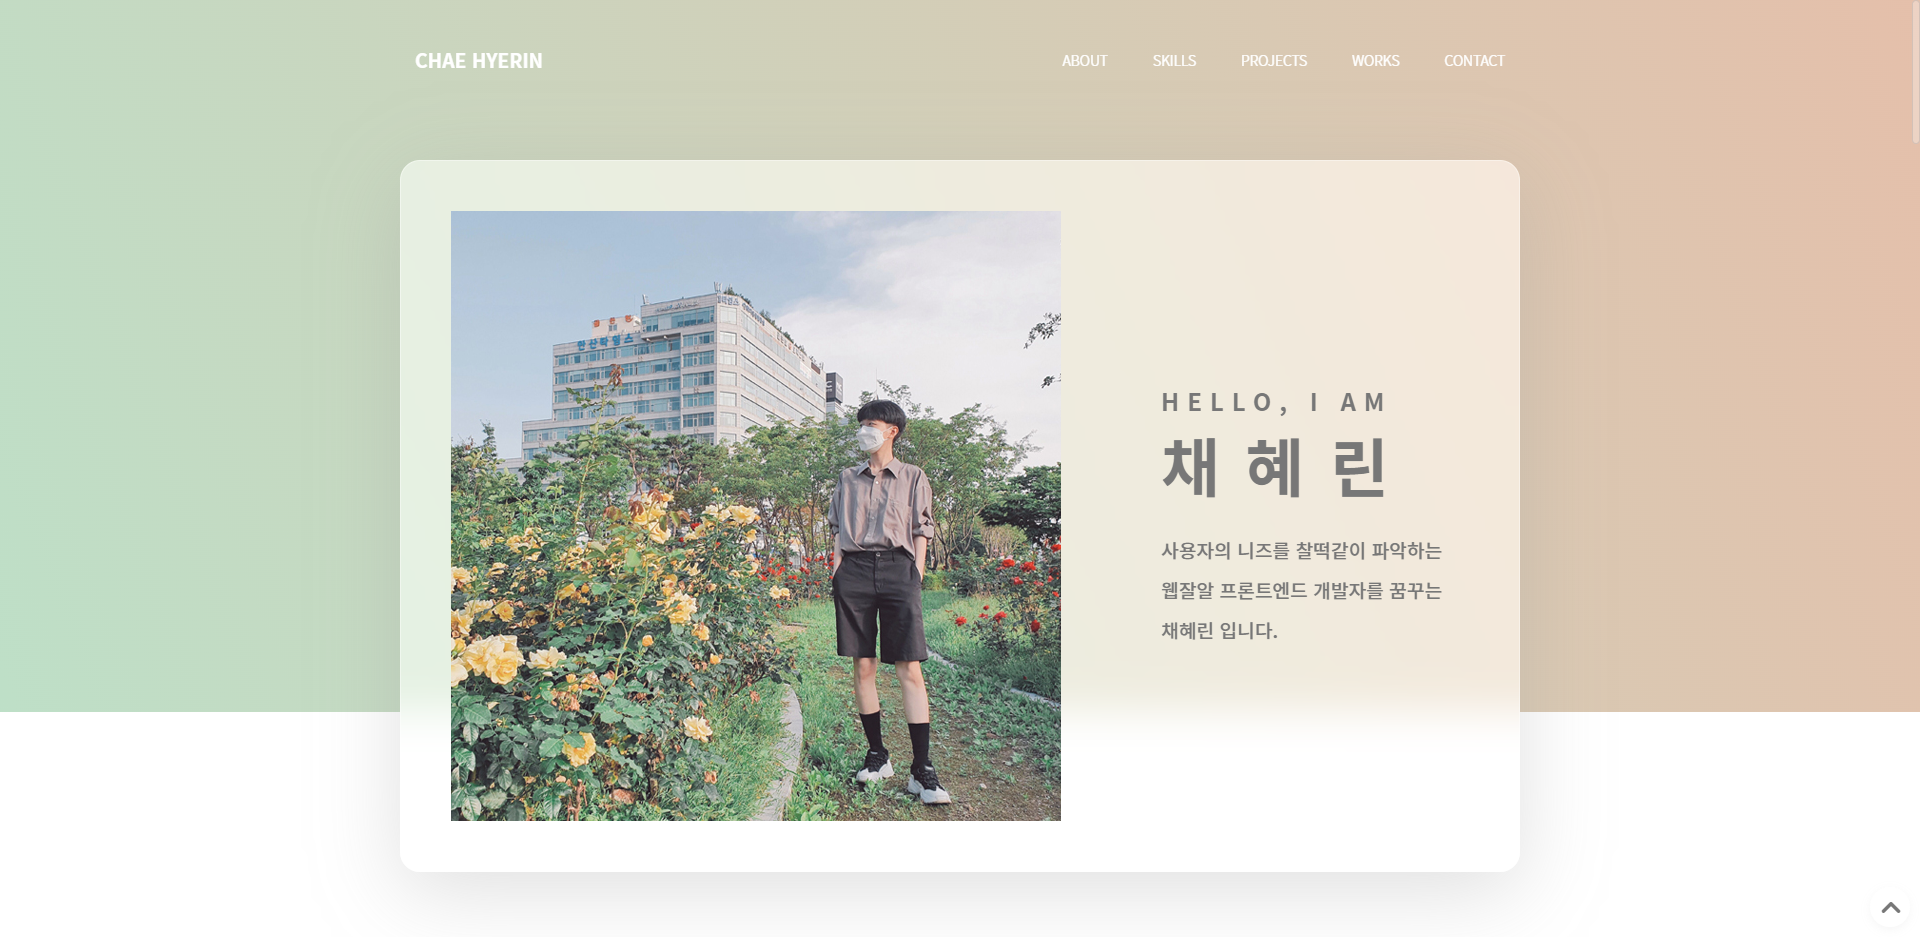 CHAE HYERIN
ABOUT SKILLS PROJECTS WORKS CONTACT
HELLO, I AM
채혜린
사용자의 니즈를 찰떡같이 파악하는
웹잘알 프론트엔드 개발자를 꿈꾸는
채혜린 입니다.